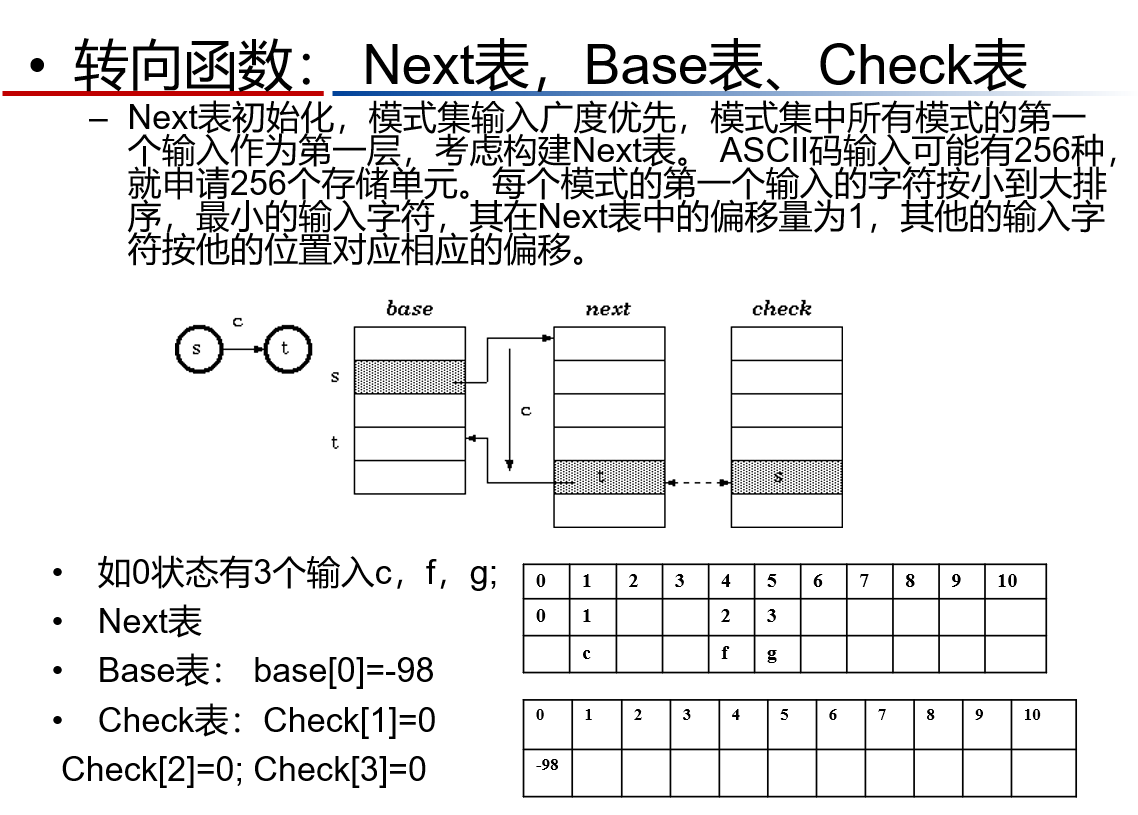 • 转向函数： Next表，Base表、Check表
– Next表初始化，模式集输入广度优先，模式集中所有模式的第一
个输入作为第一层，考虑构建Next表。 ASCII码输入可能有256种，
就申请256个存储单元。每个模式的第一个输入的字符按小到大排
序，最小的输入字符，其在Next表中的偏移量为1，其他的输入字
符按他的位置对应相应的偏移。
base next check
c
s t
s
c
t
t s
• 如0状态有3个输入c，f，g;
• Next表
• Base表： base[0]=-98
• Check表：Check[1]=0
Check[2]=0; Check[3]=0
0 1 2 3 4 5 6 7 8 9 10
0 1 2 3
c f g
0 1 2 3 4 5 6 7 8 9 10
-98